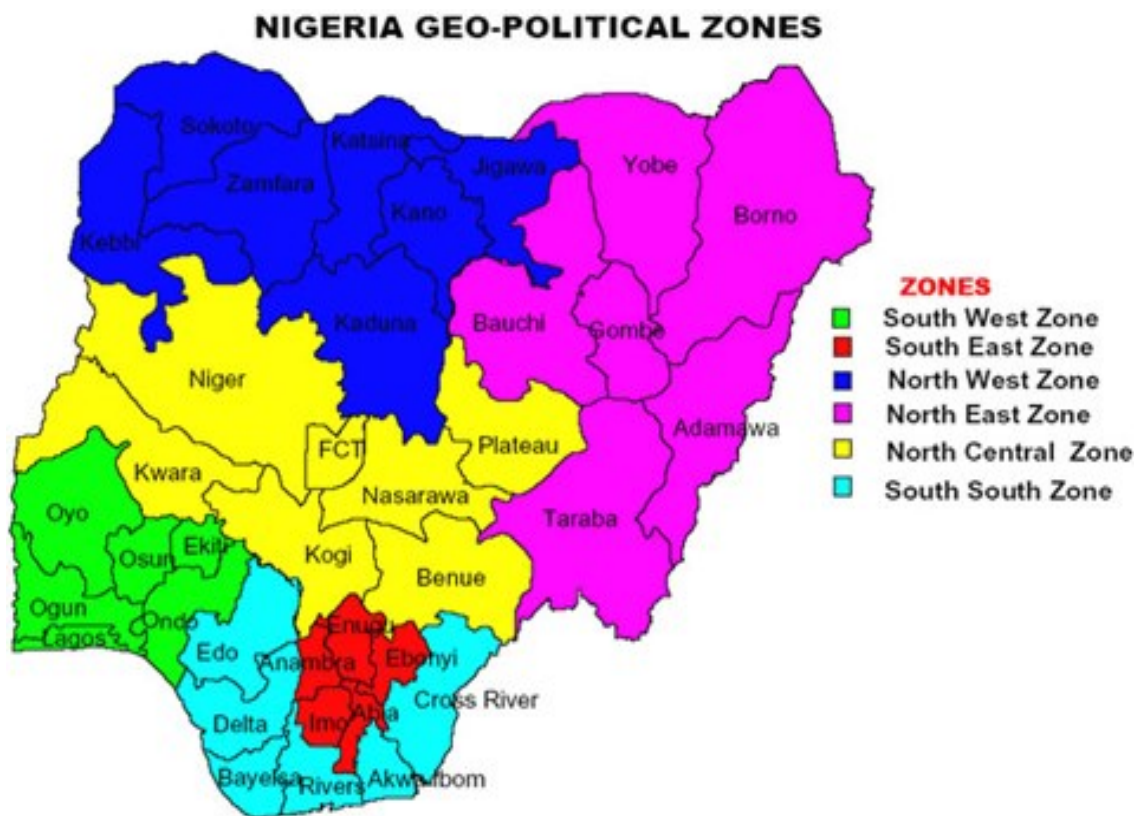 NIGERIA GEO-POLITICAL ZONES
Sokoto
Katsina
Jigawa
Yobe
Zamfara
Kano
Borno
Kebbi
Kaduna
Bauchi
Gombe
Niger
Adamawa
FCT
Plateau
Kwara
Nasarawa
Oyo
Taraba
Osun
Ekiti
Kogi
Benue
Ogun
Ondo
Lagos
Enugu
Edo
Anambra
Ebonyi
Cross River
Delta
Imo
Abia
Bayelsa
Rivers
Akwa Ibom
ZONES
South West Zone
South East Zone
North West Zone
North East Zone
North Central Zone
South South Zone